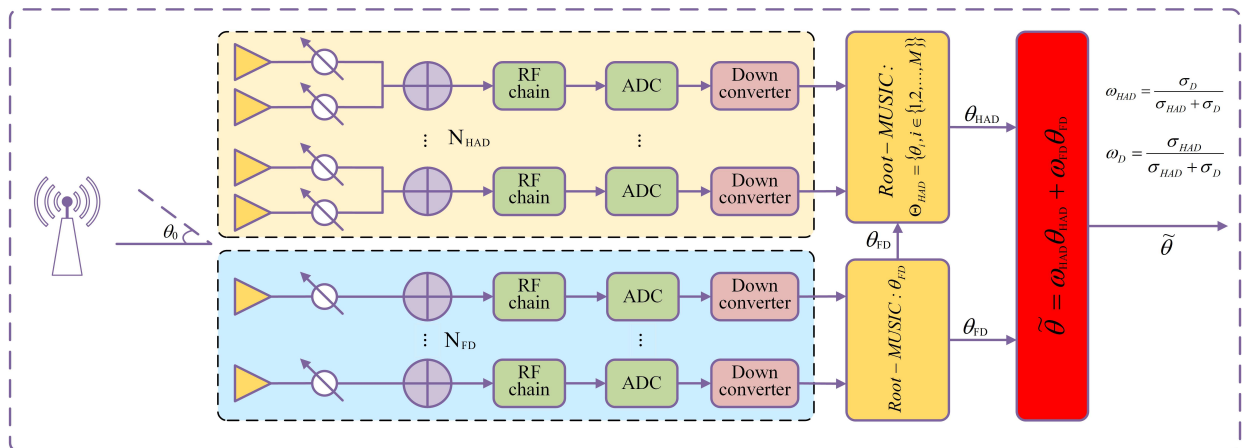 θ₀
RF
chain
ADC
Down
converter
⋮ N_HAD ⋮
RF
chain
ADC
Down
converter
RF
chain
ADC
Down
converter
⋮ N_FD ⋮
RF
chain
ADC
Down
converter
Root − MUSIC :
Θ_HAD = {θ_i, i ∈ {1,2,...,M}}
θ_FD
Root − MUSIC : θ_FD
θ_HAD
θ_FD
θ̃ = ω_HAD θ_HAD + ω_FD θ_FD
ω_HAD = σ_D / (σ_HAD + σ_D)
ω_D = σ_HAD / (σ_HAD + σ_D)
θ̃